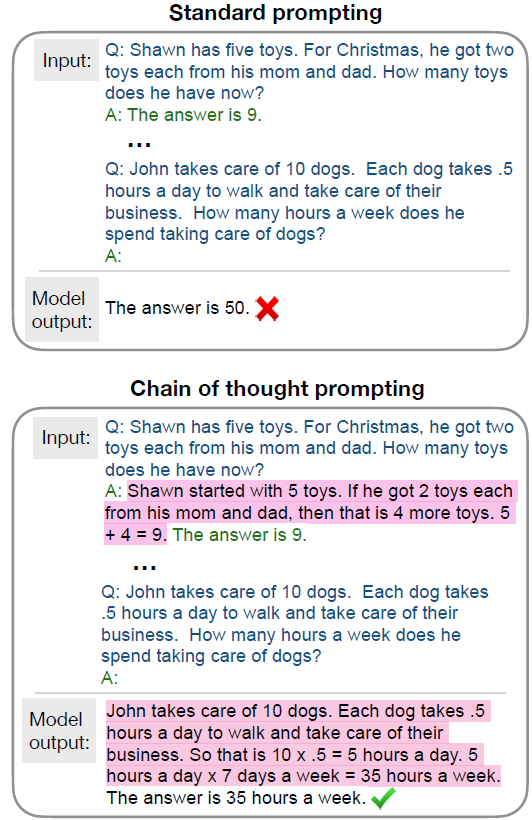 Standard prompting
Input:
Q: Shawn has five toys. For Christmas, he got two
toys each from his mom and dad. How many toys
does he have now?
A: The answer is 9.
...
Q: John takes care of 10 dogs.  Each dog takes .5
hours a day to walk and take care of their
business.  How many hours a week does he
spend taking care of dogs?
A:
Model
output:
The answer is 50.
Chain of thought prompting
Input:
Q: Shawn has five toys. For Christmas, he got two
toys each from his mom and dad. How many toys
does he have now?
A: Shawn started with 5 toys. If he got 2 toys each
from his mom and dad, then that is 4 more toys. 5
+ 4 = 9. The answer is 9.
...
Q: John takes care of 10 dogs.  Each dog takes
.5 hours a day to walk and take care of their
business.  How many hours a week does he
spend taking care of dogs?
A:
Model
output:
John takes care of 10 dogs. Each dog takes .5
hours a day to walk and take care of their
business. So that is 10 x .5 = 5 hours a day. 5
hours a day x 7 days a week = 35 hours a week.
The answer is 35 hours a week.